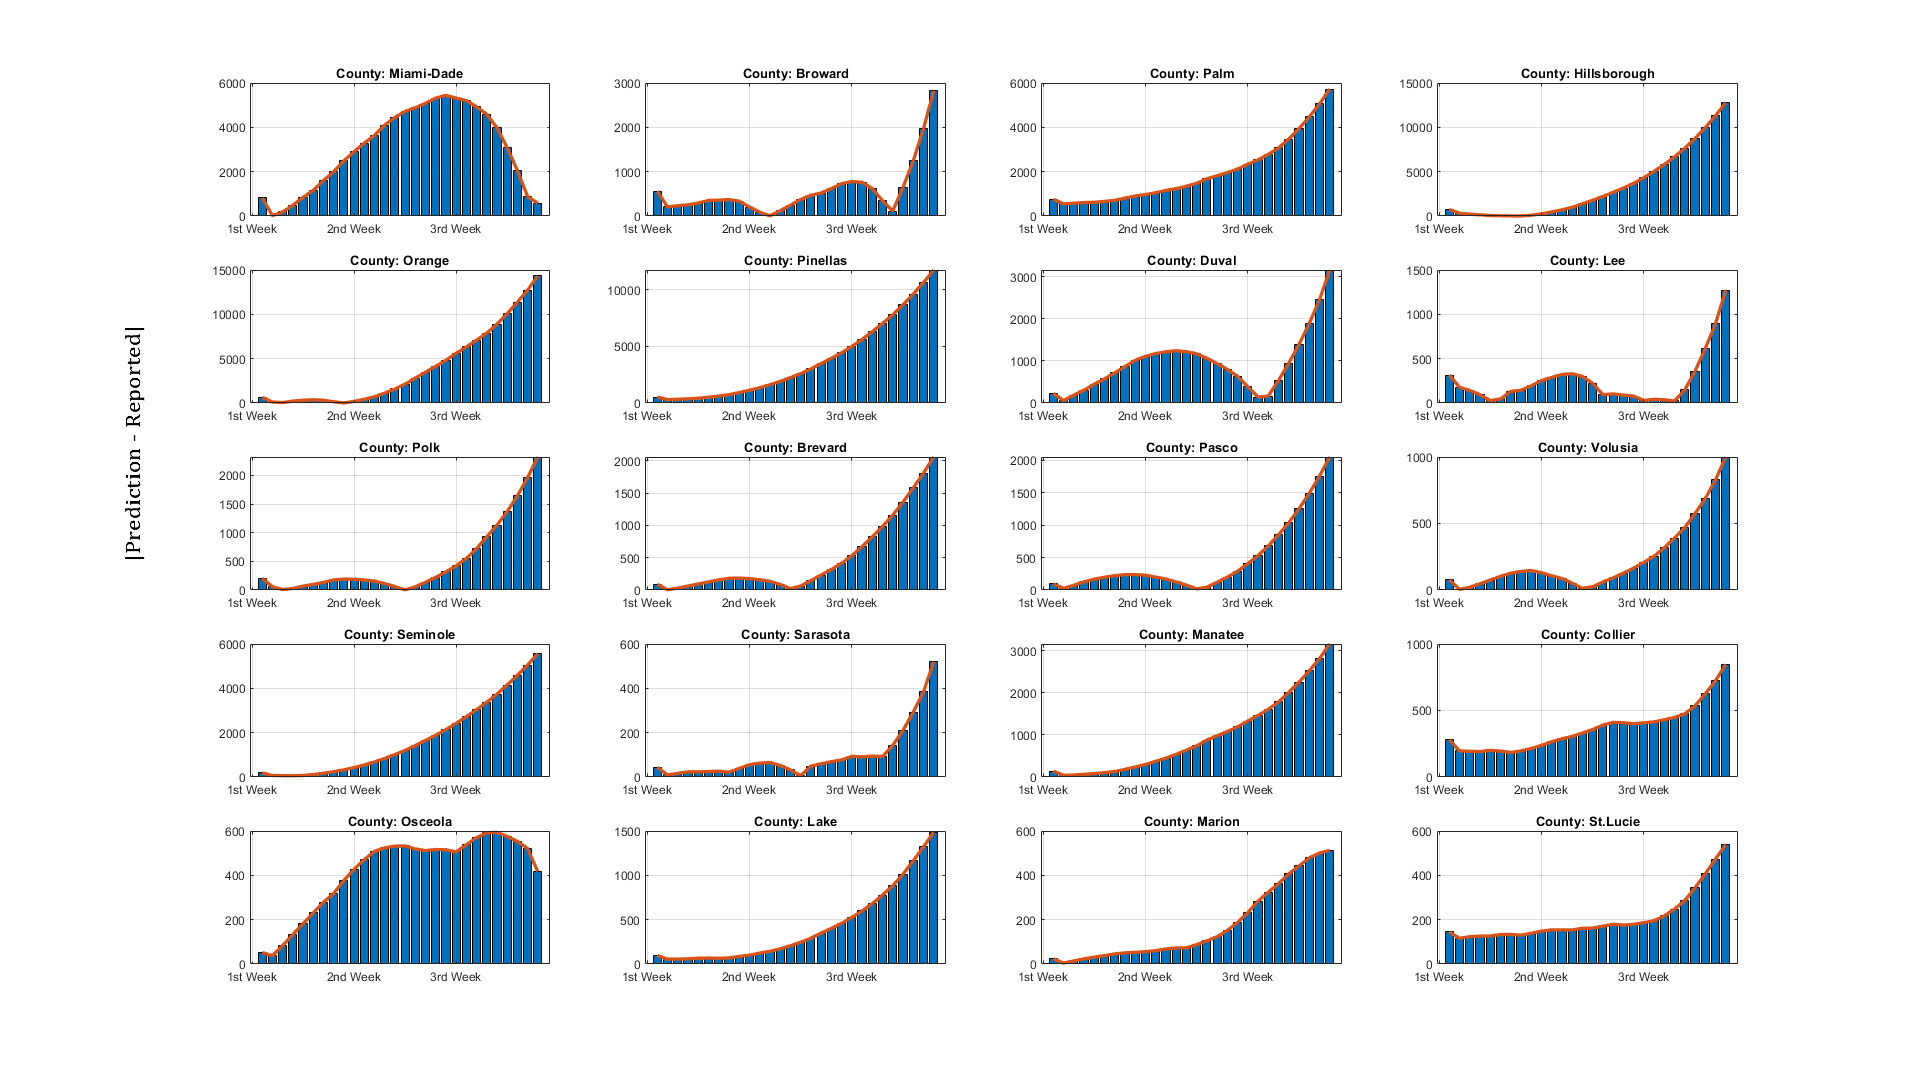 |Prediction - Reported|
County: Miami-Dade
6000
4000
2000
0
1st Week 2nd Week 3rd Week
County: Broward
3000
2000
1000
0
1st Week 2nd Week 3rd Week
County: Palm
6000
4000
2000
0
1st Week 2nd Week 3rd Week
County: Hillsborough
15000
10000
5000
0
1st Week 2nd Week 3rd Week
County: Orange
15000
10000
5000
0
1st Week 2nd Week 3rd Week
County: Pinellas
10000
5000
0
1st Week 2nd Week 3rd Week
County: Duval
3000
2000
1000
0
1st Week 2nd Week 3rd Week
County: Lee
1500
1000
500
0
1st Week 2nd Week 3rd Week
County: Polk
2000
1500
1000
500
0
1st Week 2nd Week 3rd Week
County: Brevard
2000
1500
1000
500
0
1st Week 2nd Week 3rd Week
County: Pasco
2000
1500
1000
500
0
1st Week 2nd Week 3rd Week
County: Volusia
1000
500
0
1st Week 2nd Week 3rd Week
County: Seminole
6000
4000
2000
0
1st Week 2nd Week 3rd Week
County: Sarasota
600
400
200
0
1st Week 2nd Week 3rd Week
County: Manatee
3000
2000
1000
0
1st Week 2nd Week 3rd Week
County: Collier
1000
500
0
1st Week 2nd Week 3rd Week
County: Osceola
600
400
200
0
1st Week 2nd Week 3rd Week
County: Lake
1500
1000
500
0
1st Week 2nd Week 3rd Week
County: Marion
600
400
200
0
1st Week 2nd Week 3rd Week
County: St.Lucie
600
400
200
0
1st Week 2nd Week 3rd Week